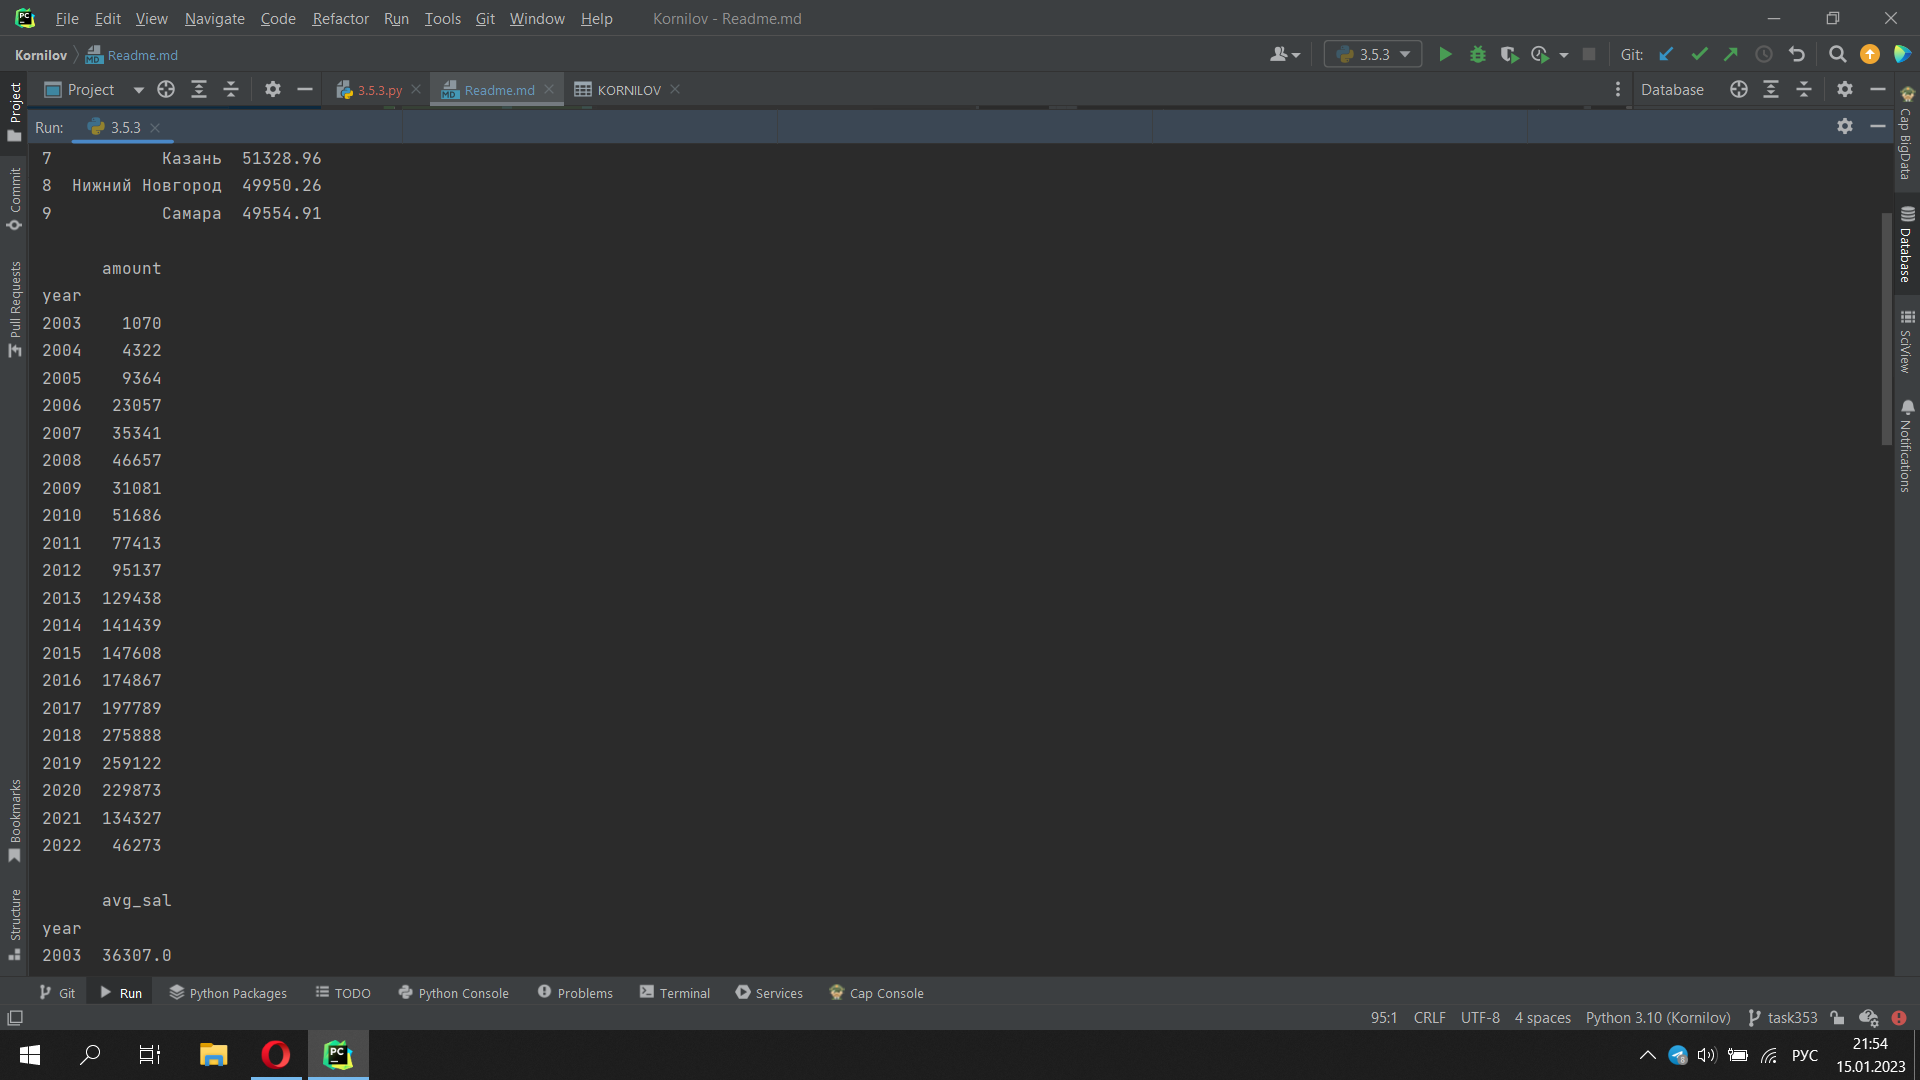 File Edit View Navigate Code Refactor Run Tools Git Window Help Kornilov - Readme.md
Kornilov Readme.md 3.5.3 Git:
Project 3.5.3.py Readme.md KORNILOV Database
Run: 3.5.3
7 Казань 51328.96
8 Нижний Новгород 49950.26
9 Самара 49554.91
amount
year
2003 1070
2004 4322
2005 9364
2006 23057
2007 35341
2008 46657
2009 31081
2010 51686
2011 77413
2012 95137
2013 129438
2014 141439
2015 147608
2016 174867
2017 197789
2018 275888
2019 259122
2020 229873
2021 134327
2022 46273
avg_sal
year
2003 36307.0
Project
Commit
Pull Requests
Bookmarks
Structure
Cap BigData
Database
SciView
Notifications
Git Run Python Packages TODO Python Console Problems Terminal Services Cap Console
95:1 CRLF UTF-8 4 spaces Python 3.10 (Kornilov) task353
РУС 21:54
15.01.2023